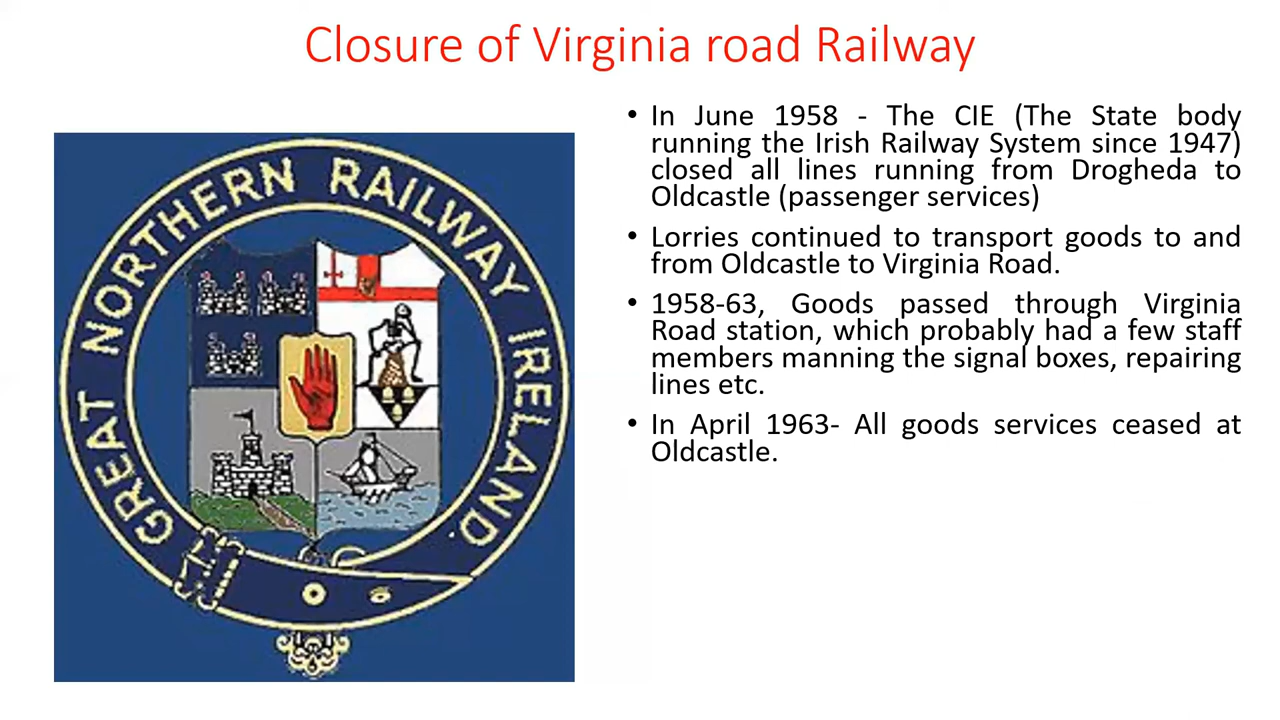 Closure of Virginia road Railway
GREAT NORTHERN RAILWAY IRELAND.
• In June 1958 - The CIE (The State body
running the Irish Railway System since 1947)
closed all lines running from Drogheda to
Oldcastle (passenger services)
• Lorries continued to transport goods to and
from Oldcastle to Virginia Road.
• 1958-63, Goods passed through Virginia
Road station, which probably had a few staff
members manning the signal boxes, repairing
lines etc.
• In April 1963- All goods services ceased at
Oldcastle.